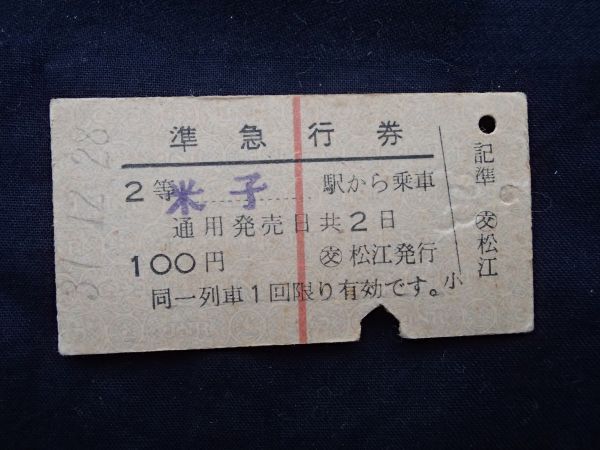 準急行券
2等 米子 駅から乗車
通用発売日共2日
100円 ㊋松江発行
同一列車1回限り有効です。小
記準 交松江
37.12.28